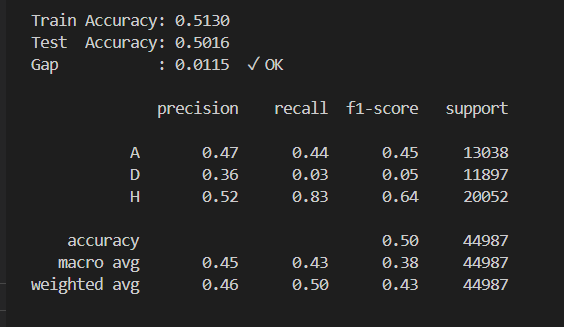 Train Accuracy: 0.5130
Test  Accuracy: 0.5016
Gap           : 0.0115  ✓ OK
precision    recall  f1-score   support
A       0.47      0.44      0.45     13038
D       0.36      0.03      0.05     11897
H       0.52      0.83      0.64     20052
accuracy                           0.50     44987
macro avg       0.45      0.43      0.38     44987
weighted avg       0.46      0.50      0.43     44987